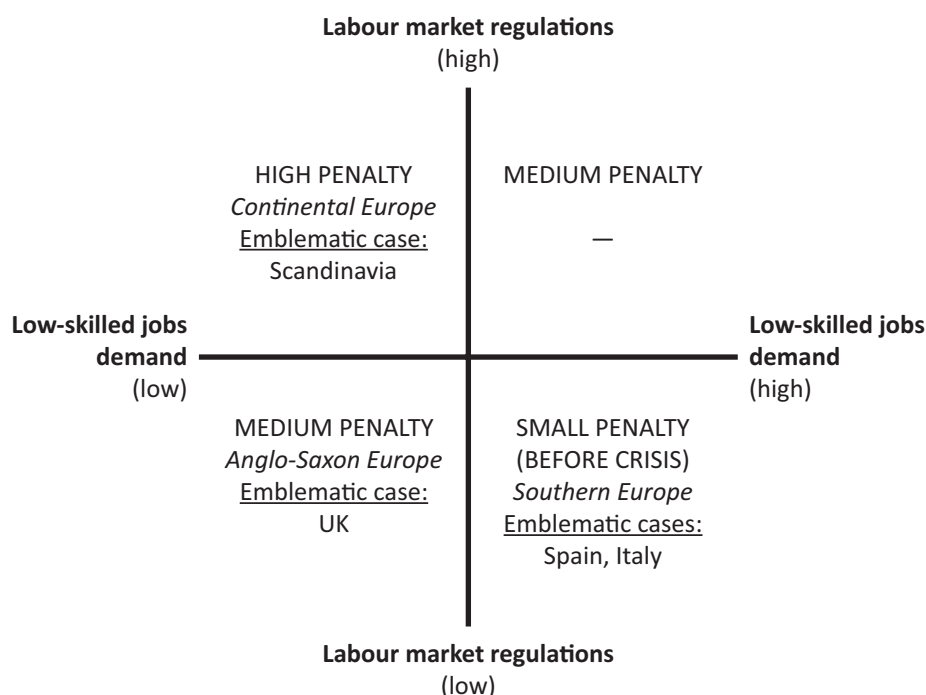 Labour market regulations
(high)
HIGH PENALTY
Continental Europe
Emblematic case:
Scandinavia
MEDIUM PENALTY
—
Low-skilled jobs
demand
(low)
Low-skilled jobs
demand
(high)
MEDIUM PENALTY
Anglo-Saxon Europe
Emblematic case:
UK
SMALL PENALTY
(BEFORE CRISIS)
Southern Europe
Emblematic cases:
Spain, Italy
Labour market regulations
(low)